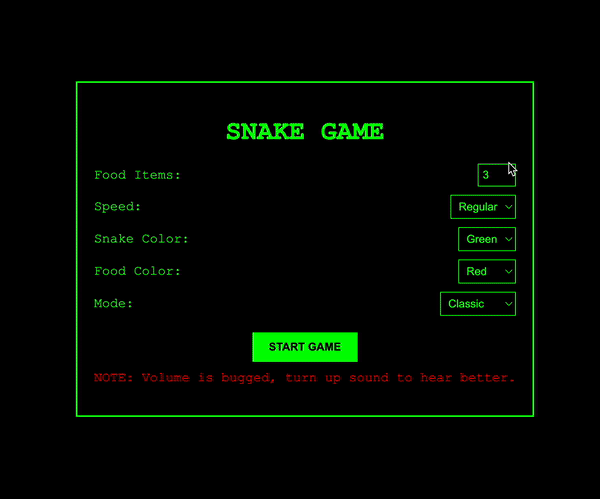 SNAKE GAME
Food Items: 3
Speed: Regular
Snake Color: Green
Food Color: Red
Mode: Classic
START GAME
NOTE: Volume is bugged, turn up sound to hear better.